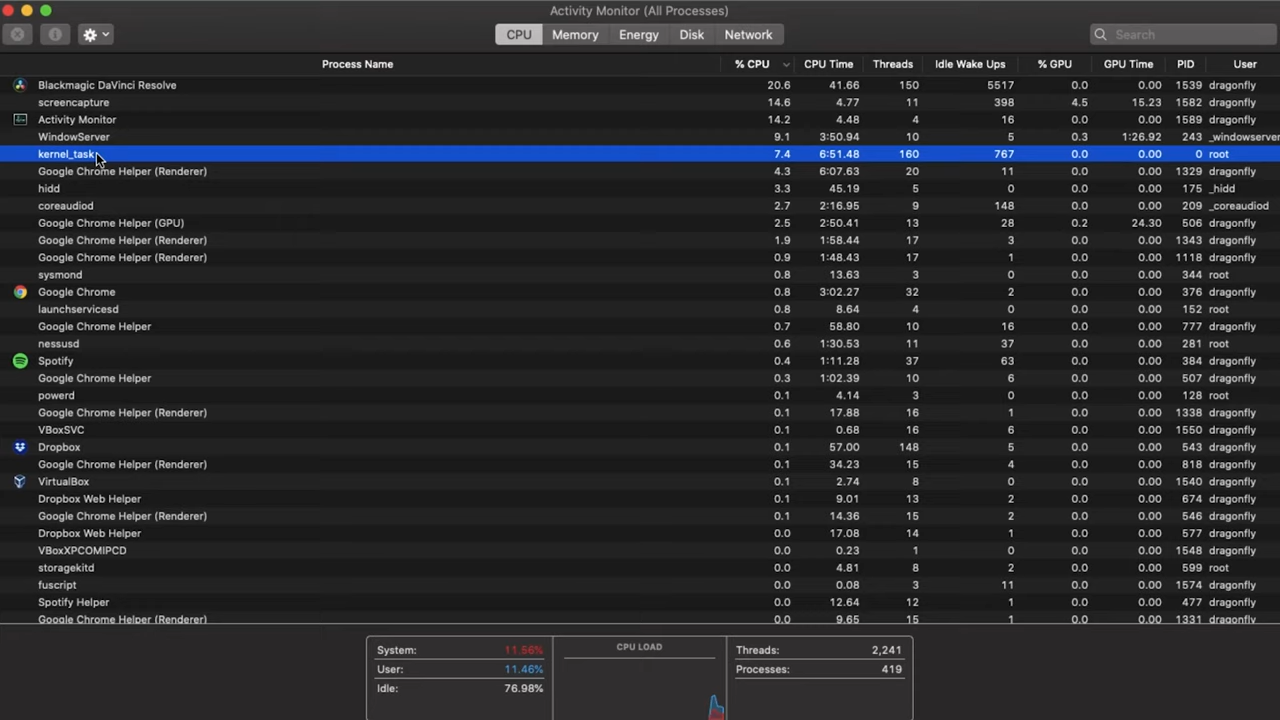 Activity Monitor (All Processes)
CPU Memory Energy Disk Network Search
Process Name % CPU CPU Time Threads Idle Wake Ups % GPU GPU Time PID User
Blackmagic DaVinci Resolve 20.6 41.66 150 5517 0.0 0.00 1539 dragonfly
screencapture 14.6 4.77 11 398 4.5 15.23 1582 dragonfly
Activity Monitor 14.2 4.48 4 16 0.0 0.00 1589 dragonfly
WindowServer 9.1 3:50.94 10 5 0.3 1:26.92 243 _windowserver
kernel_task 7.4 6:51.48 160 767 0.0 0.00 0 root
Google Chrome Helper (Renderer) 4.3 6:07.63 20 11 0.0 0.00 1329 dragonfly
hidd 3.3 45.19 5 0 0.0 0.00 175 _hidd
coreaudiod 2.7 2:16.95 9 148 0.0 0.00 209 _coreaudiod
Google Chrome Helper (GPU) 2.5 2:50.41 13 28 0.2 24.30 506 dragonfly
Google Chrome Helper (Renderer) 1.9 1:58.44 17 3 0.0 0.00 1343 dragonfly
Google Chrome Helper (Renderer) 0.9 1:48.43 17 1 0.0 0.00 1118 dragonfly
sysmond 0.8 13.63 3 0 0.0 0.00 344 root
Google Chrome 0.8 3:02.27 32 2 0.0 0.00 376 dragonfly
launchservicesd 0.8 8.64 4 0 0.0 0.00 152 root
Google Chrome Helper 0.7 58.80 10 16 0.0 0.00 777 dragonfly
nessusd 0.6 1:30.53 11 37 0.0 0.00 281 root
Spotify 0.4 1:11.28 37 63 0.0 0.00 384 dragonfly
Google Chrome Helper 0.3 1:02.39 10 6 0.0 0.00 507 dragonfly
powerd 0.1 4.14 3 0 0.0 0.00 128 root
Google Chrome Helper (Renderer) 0.1 17.88 16 1 0.0 0.00 1338 dragonfly
VBoxSVC 0.1 0.68 16 6 0.0 0.00 1550 dragonfly
Dropbox 0.1 57.00 148 5 0.0 0.00 543 dragonfly
Google Chrome Helper (Renderer) 0.1 34.23 15 4 0.0 0.00 818 dragonfly
VirtualBox 0.1 2.74 8 0 0.0 0.00 1540 dragonfly
Dropbox Web Helper 0.1 9.01 13 2 0.0 0.00 674 dragonfly
Google Chrome Helper (Renderer) 0.1 14.36 15 2 0.0 0.00 546 dragonfly
Dropbox Web Helper 0.0 17.08 14 1 0.0 0.00 577 dragonfly
VBoxXPCOMIPCD 0.0 0.23 1 0 0.0 0.00 1548 dragonfly
storagekitd 0.0 4.81 8 2 0.0 0.00 599 root
fuscript 0.0 0.08 3 11 0.0 0.00 1574 dragonfly
Spotify Helper 0.0 12.64 12 1 0.0 0.00 477 dragonfly
Google Chrome Helper (Renderer) 0.0 9.65 15 1 0.0 0.00 1331 dragonfly
System: 11.56% CPU LOAD Threads: 2,241
User: 11.46% Processes: 419
Idle: 76.98%